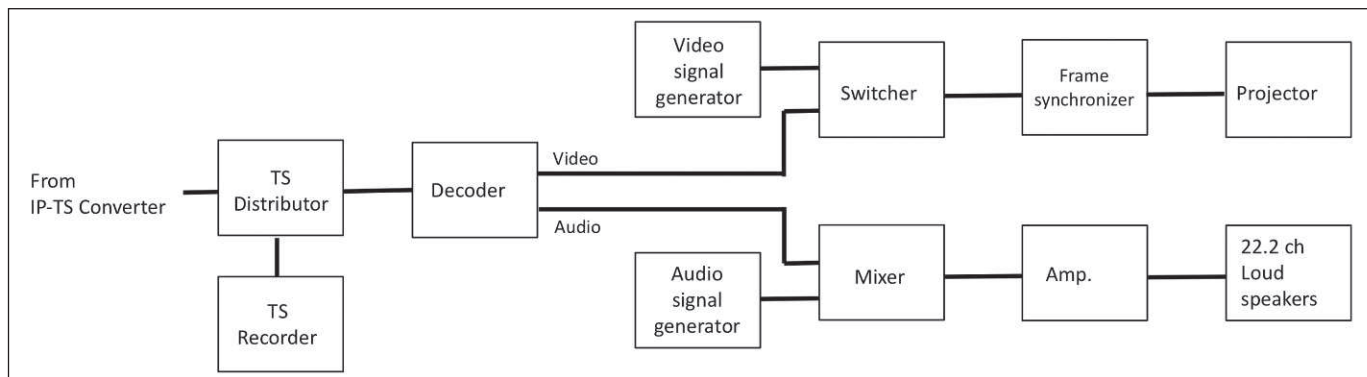 Video
signal
generator
Switcher
Frame
synchronizer
Projector
From
IP-TS Converter
TS
Distributor
Decoder
Video
Audio
TS
Recorder
Audio
signal
generator
Mixer
Amp.
22.2 ch
Loud
speakers